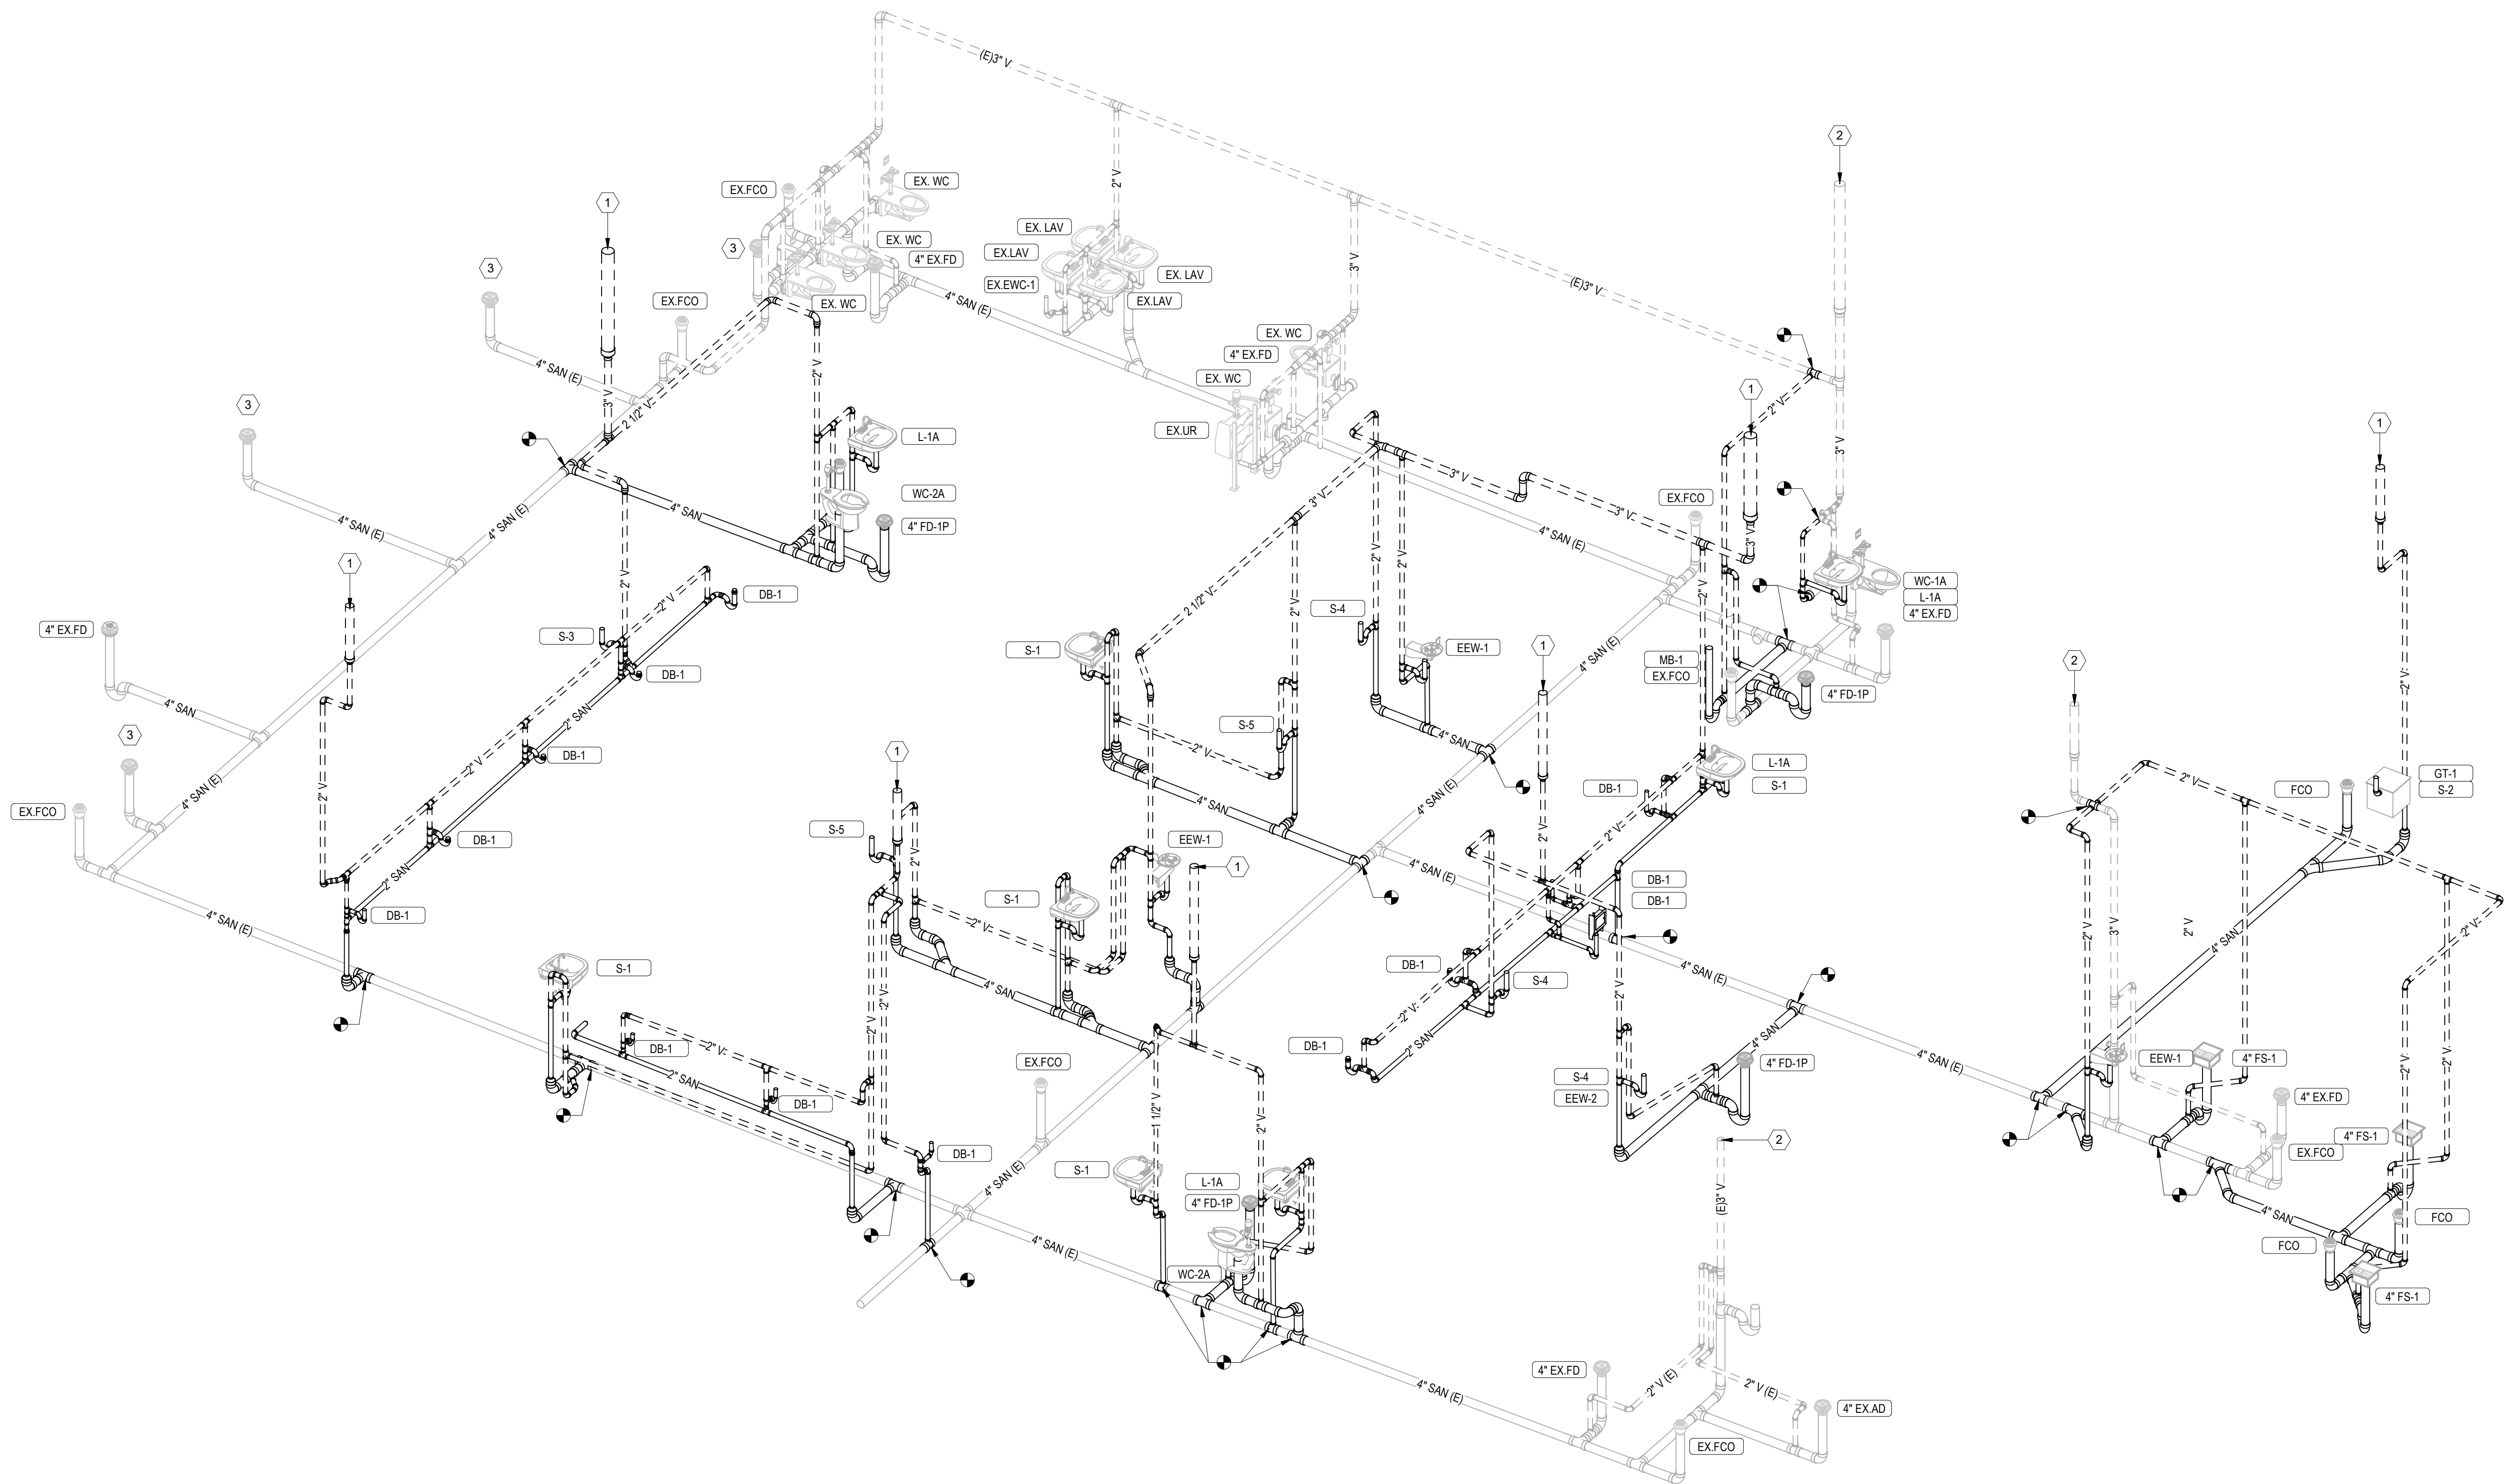 (E)3" V
2
EX. WC
EX.FCO
2" V
1
EX. LAV
3
EX. WC
4" EX.FD
EX.LAV
EX. LAV
3" V
3
EX.EWC-1
EX.LAV
(E)3" V
EX.FCO
EX. WC
4" SAN (E)
EX. WC
4" EX.FD
4" SAN (E)
2" V
EX. WC
3" V
2 1/2" V
2" V
1
3
L-1A
EX.UR
3" V
1
WC-2A
3" V
EX.FCO
4" SAN
4" FD-1P
3" V
3" V
4" SAN (E)
4" SAN (E)
4" SAN (E)
3" V
1
2" V
2" V
2" V
WC-1A
L-1A
4" EX.FD
2" V
DB-1
2 1/2" V
2" V
S-4
4" EX.FD
S-3
S-1
EEW-1
1
MB-1
EX.FCO
2
DB-1
4" SAN (E)
4" FD-1P
2" V
4" SAN
2" SAN
S-5
4" SAN
3
DB-1
1
2" V
2" V
L-1A
S-1
2" V
GT-1
S-2
FCO
2" V
4" SAN (E)
DB-1
EX.FCO
4" SAN
4" SAN (E)
DB-1
S-5
EEW-1
2" V
2" V
2" V
4" SAN (E)
1
2" SAN
S-1
DB-1
DB-1
DB-1
2" V
2" V
3" V
2" V
4" SAN
2" V
4" SAN (E)
S-1
DB-1
S-4
4" SAN (E)
2" V
4" SAN
2" V
2" V
2" V
DB-1
2" V
2" SAN
DB-1
4" SAN
2" SAN
EX.FCO
4" FD-1P
4" SAN (E)
EEW-1
4" FS-1
S-4
EEW-2
2" V
2" V
4" EX.FD
DB-1
1 1/2" V
2" V
4" FS-1
EX.FCO
2
DB-1
S-1
L-1A
4" FD-1P
4" SAN (E)
(E)3" V
4" SAN
FCO
FCO
4" SAN (E)
WC-2A
4" FS-1
4" EX.FD
4" SAN (E)
2" V (E)
2" V (E)
4" EX.AD
EX.FCO